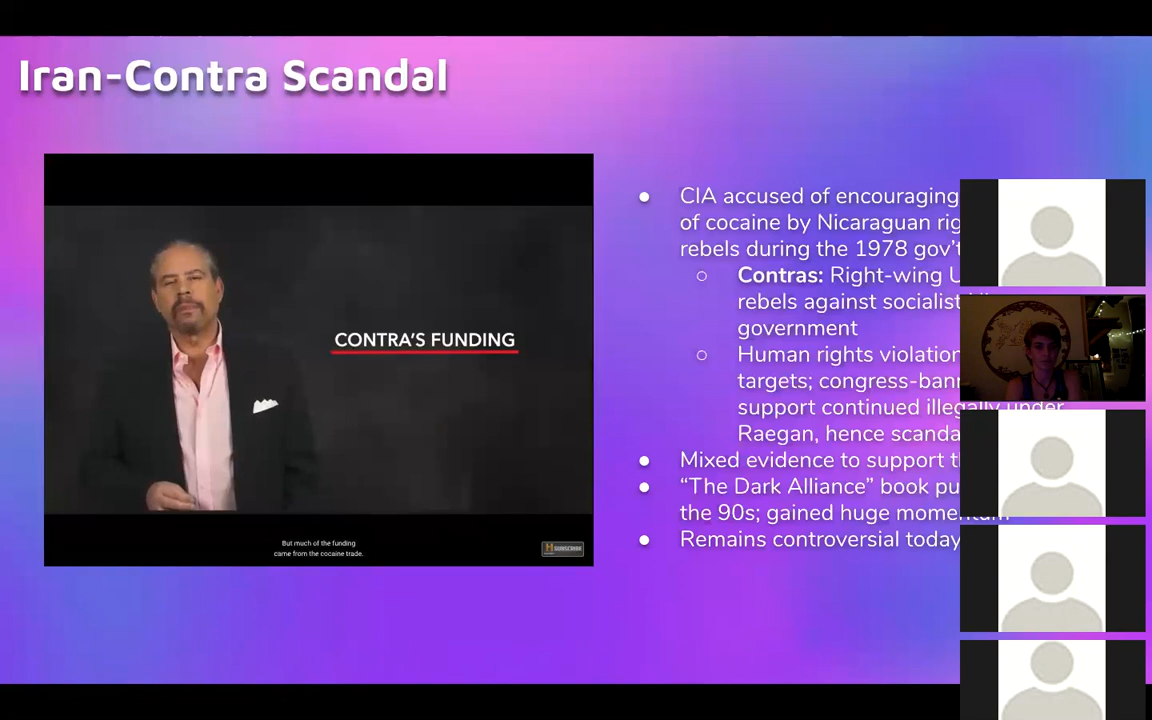 Iran-Contra Scandal
CONTRA'S FUNDING
But much of the funding
came from the cocaine trade.
SUBSCRIBE
● CIA accused of encouraging
of cocaine by Nicaraguan
rebels during the 1978 gov't
○ Contras: Right-wing
rebels against socialist
government
○ Human rights
targets;
support continued illegally under
Raegan, hence
● Mixed evidence to support
● “The Dark Alliance” book
the 90s; gained huge momentum
● Remains controversial today